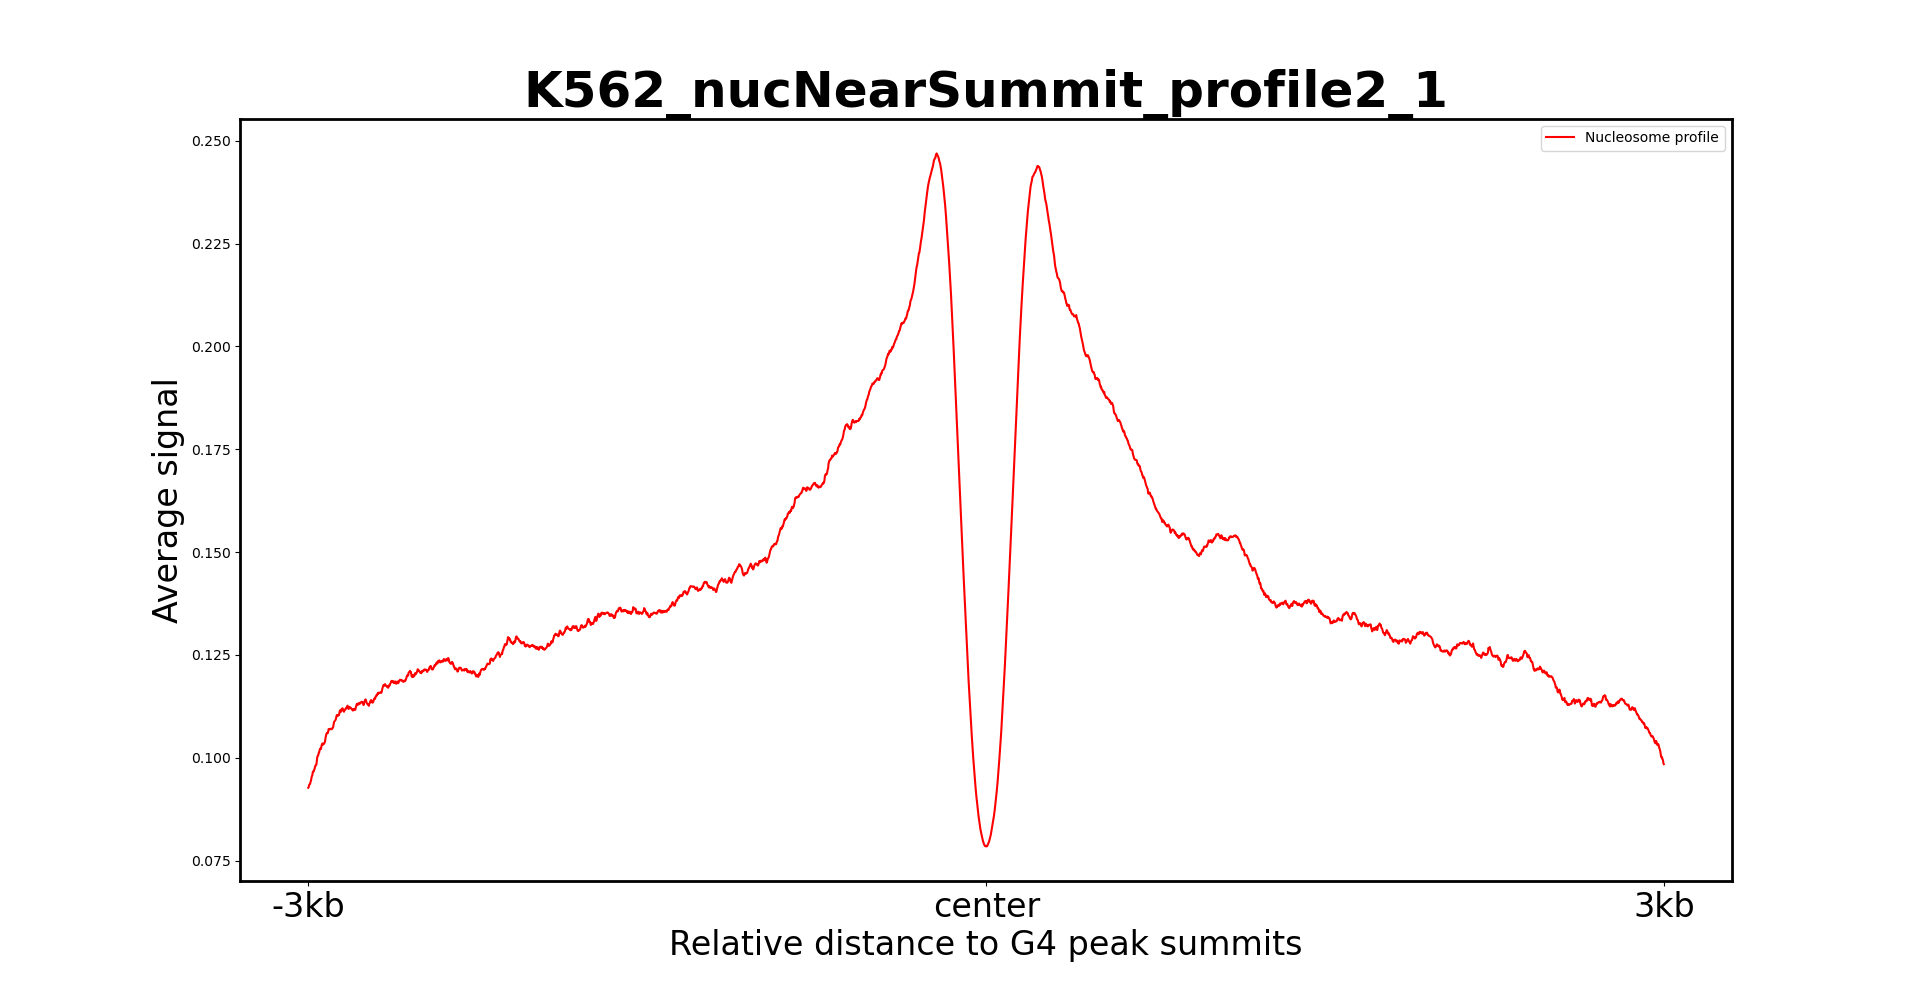 K562_nucNearSummit_profile2_1
Nucleosome profile
0.250
0.225
0.200
0.175
0.150
0.125
0.100
0.075
Average signal
-3kb center 3kb
Relative distance to G4 peak summits